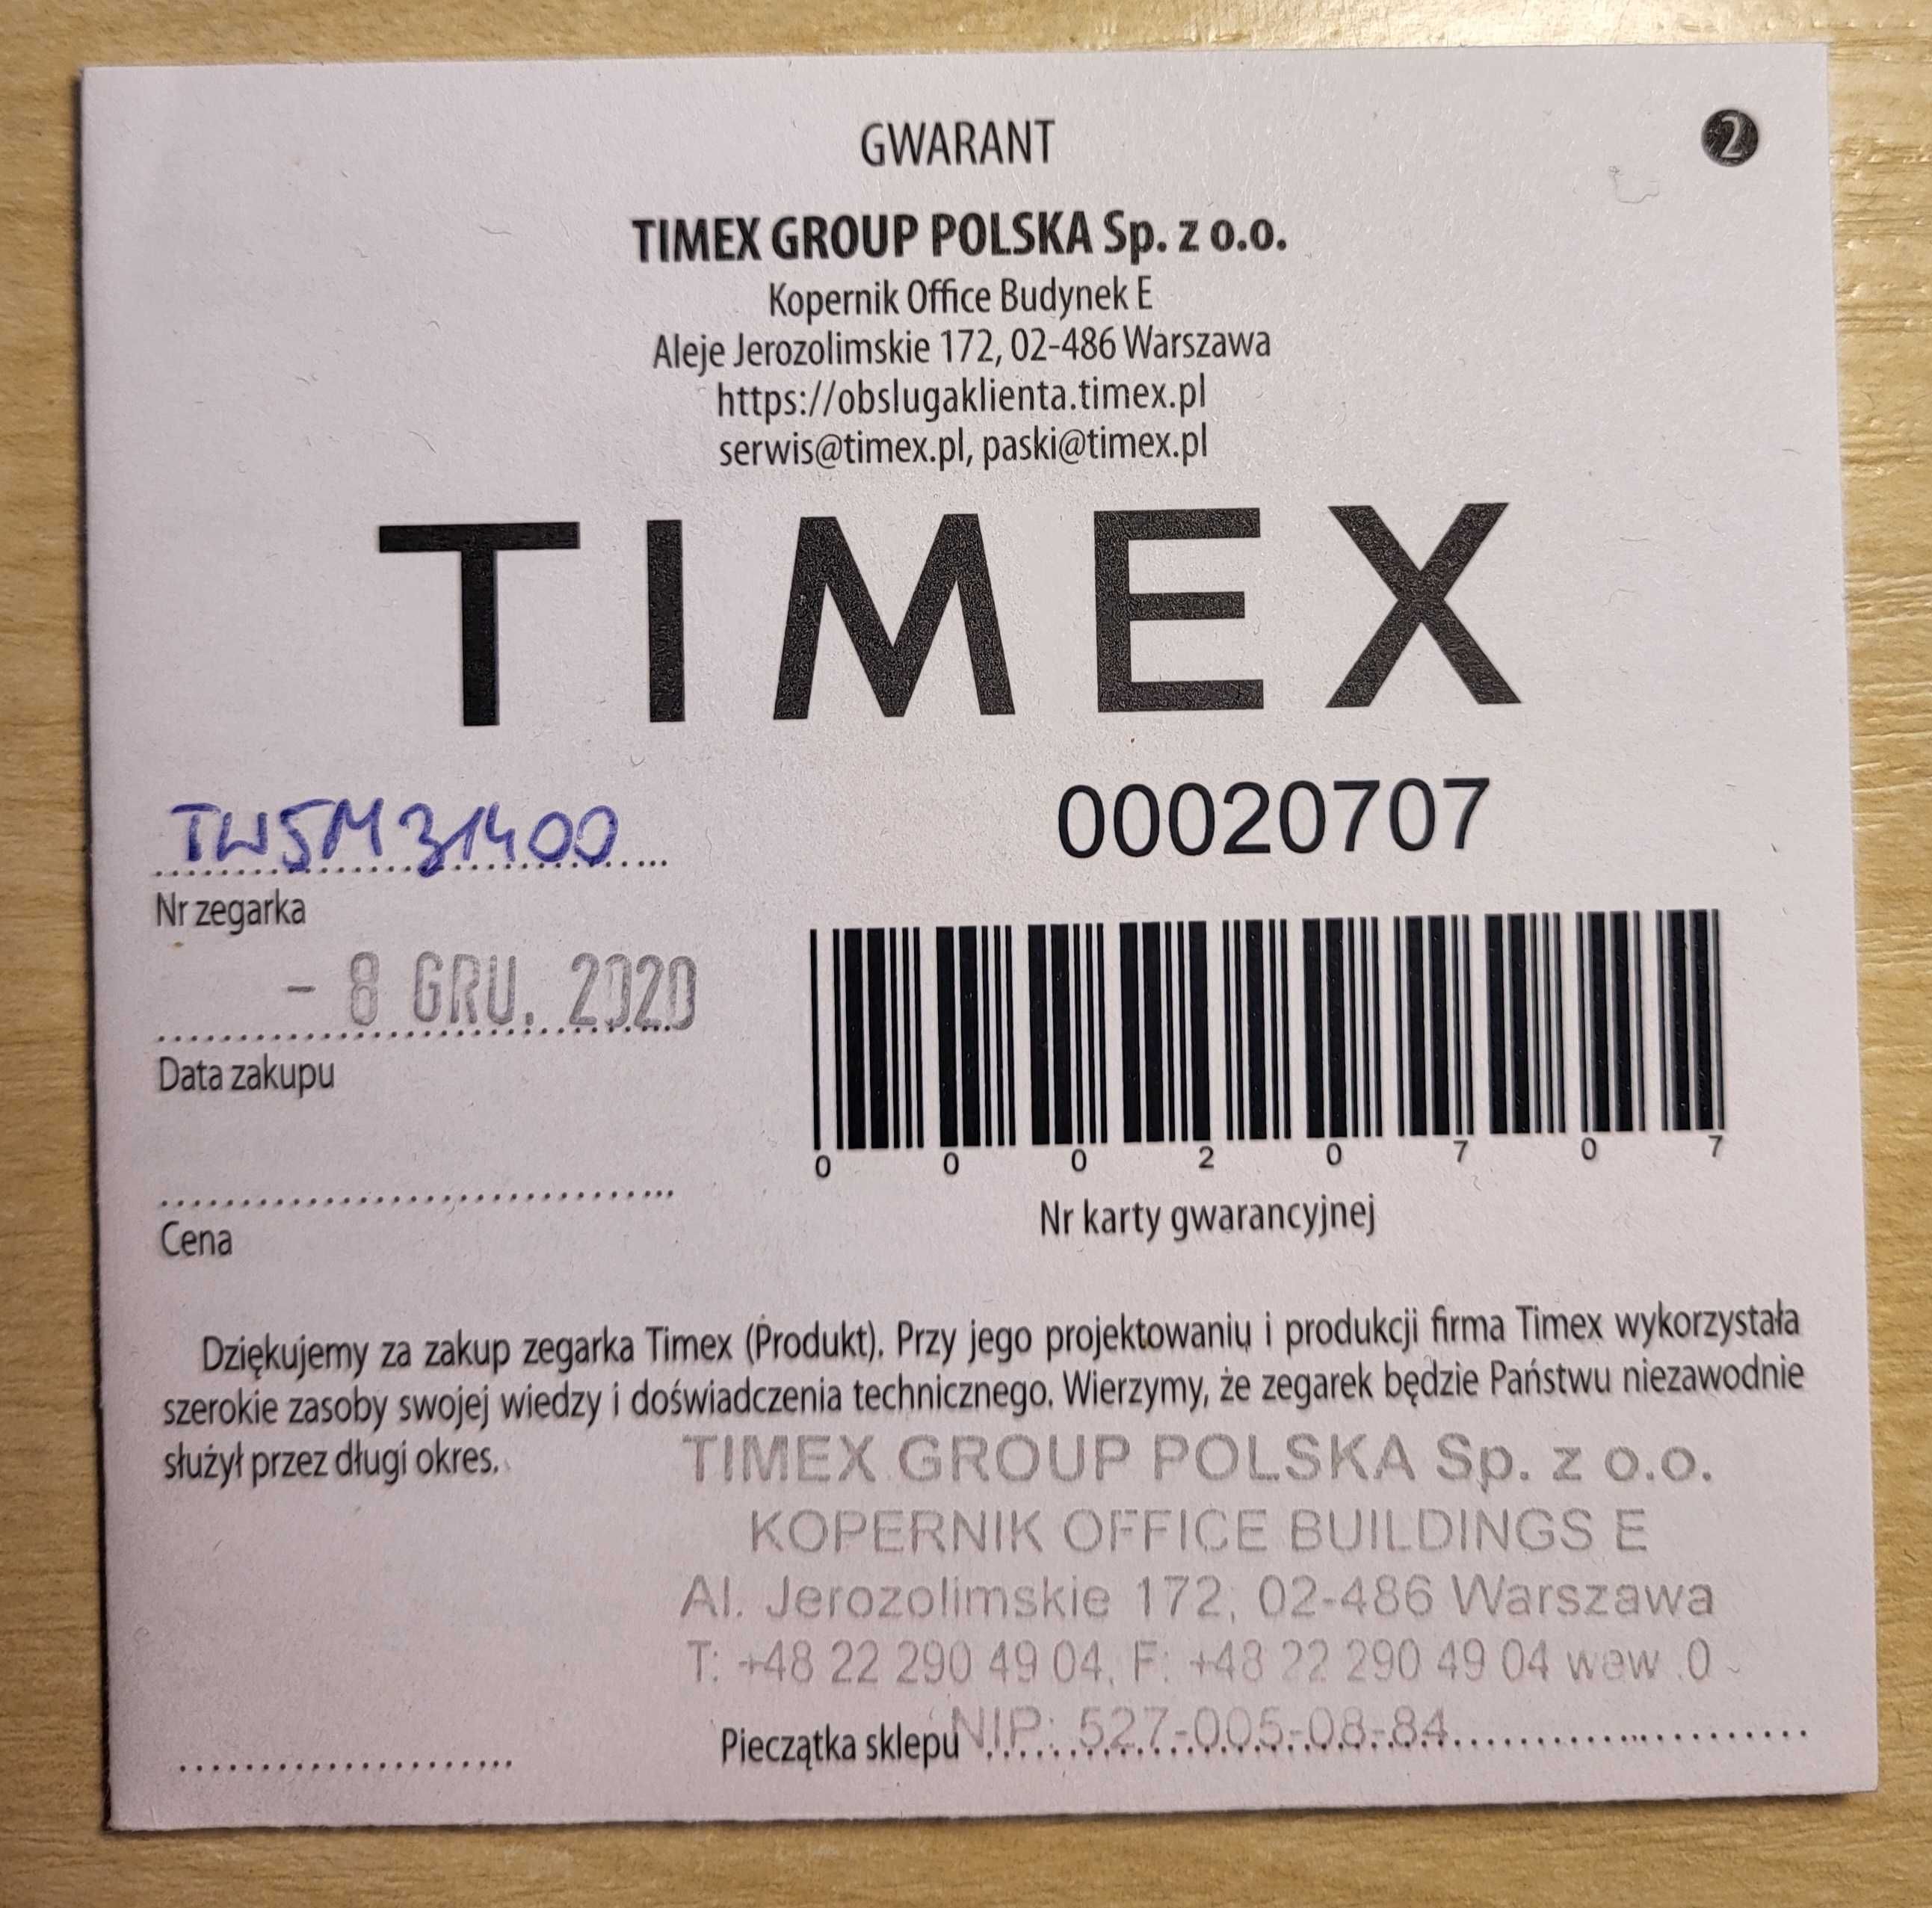 GWARANT
2
TIMEX GROUP POLSKA Sp. z o.o.
Kopernik Office Budynek E
Aleje Jerozolimskie 172, 02-486 Warszawa
https://obslugaklienta.timex.pl
serwis@timex.pl, paski@timex.pl
TIMEX
TW5M31400
Nr zegarka
00020707
- 8 GRU. 2020
Data zakupu
0 0 0 2 0 7 0 7
Nr karty gwarancyjnej
Cena
Dziękujemy za zakup zegarka Timex (Produkt). Przy jego projektowaniu i produkcji firma Timex wykorzystała
szerokie zasoby swojej wiedzy i doświadczenia technicznego. Wierzymy, że zegarek będzie Państwu niezawodnie
służył przez długi okres.
TIMEX GROUP POLSKA Sp. z o.o.
KOPERNIK OFFICE BUILDINGS E
Al. Jerozolimskie 172, 02-486 Warszawa
T: +48 22 290 49 04, F: +48 22 290 49 04 wew .0
NIP: 527-005-08-84
Pieczątka sklepu